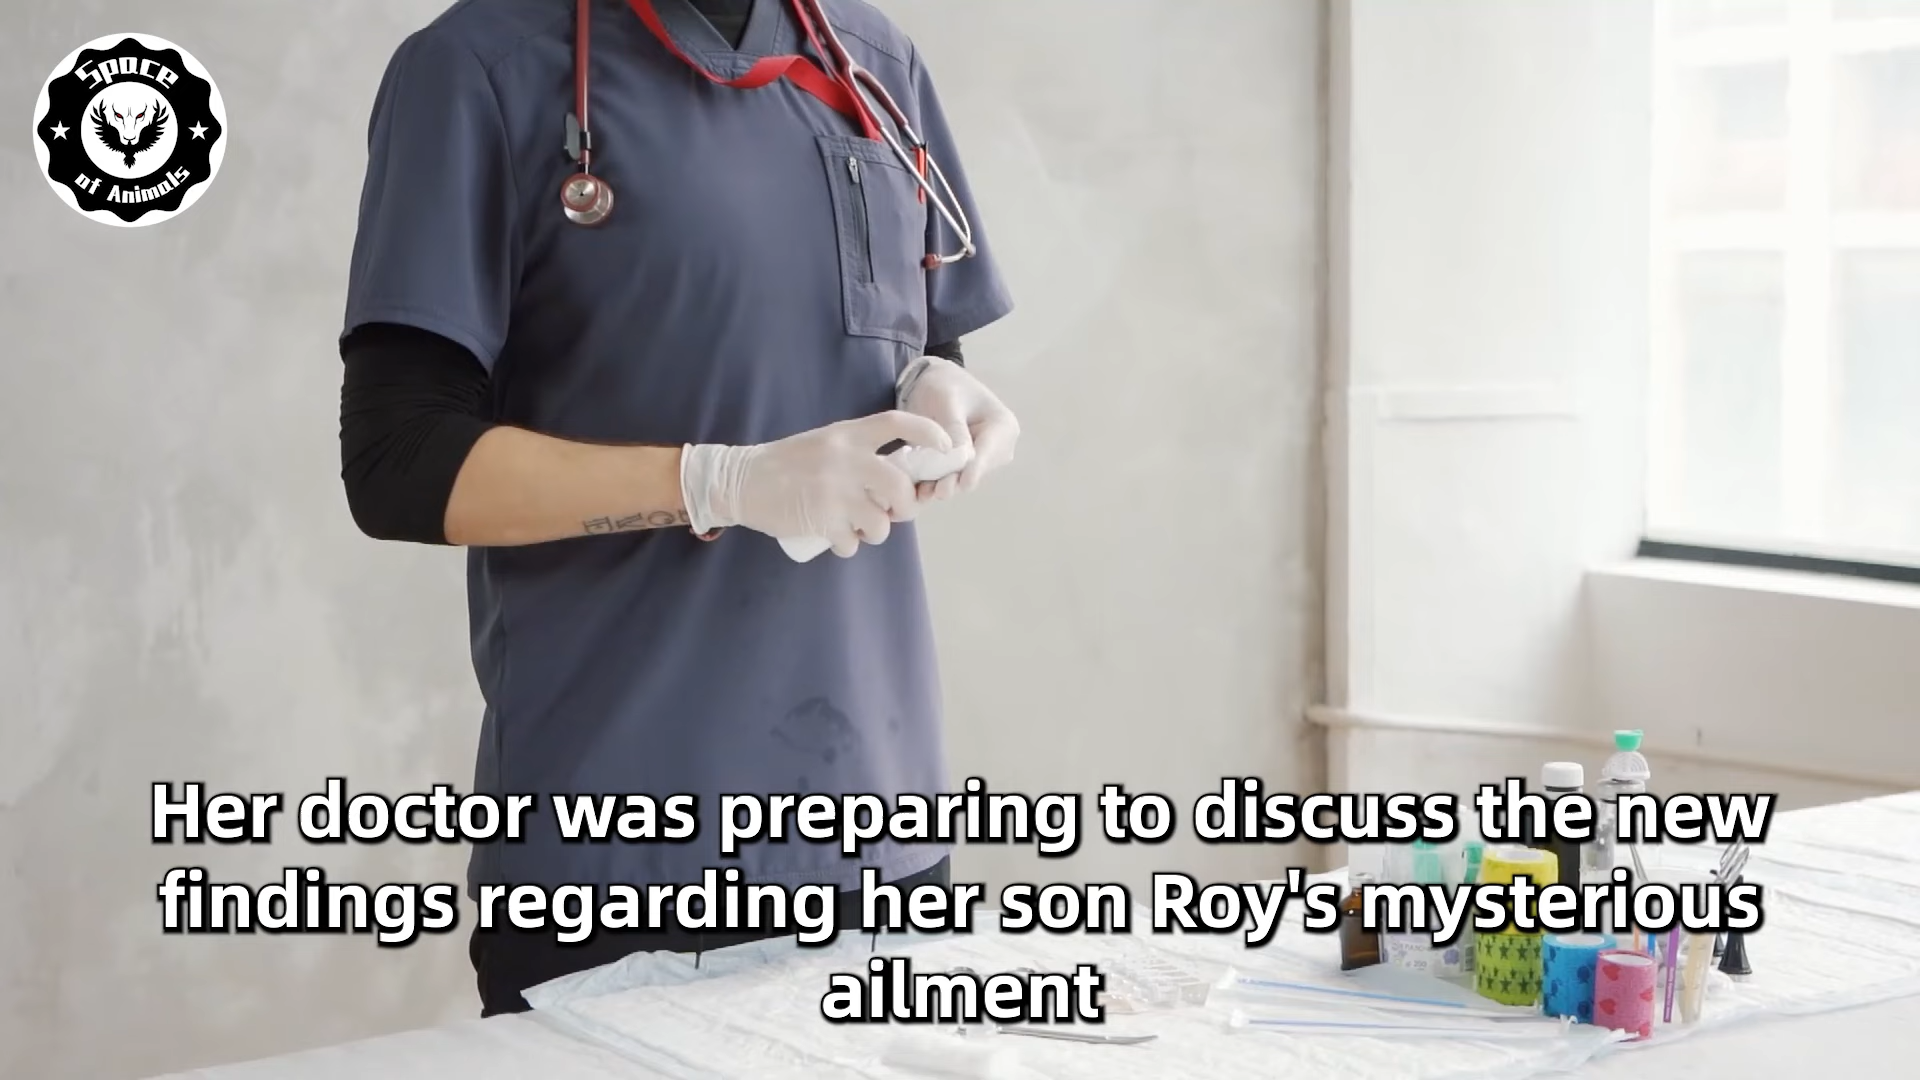 Space
of Animals
Her doctor was preparing to discuss the new
findings regarding her son Roy's mysterious
ailment